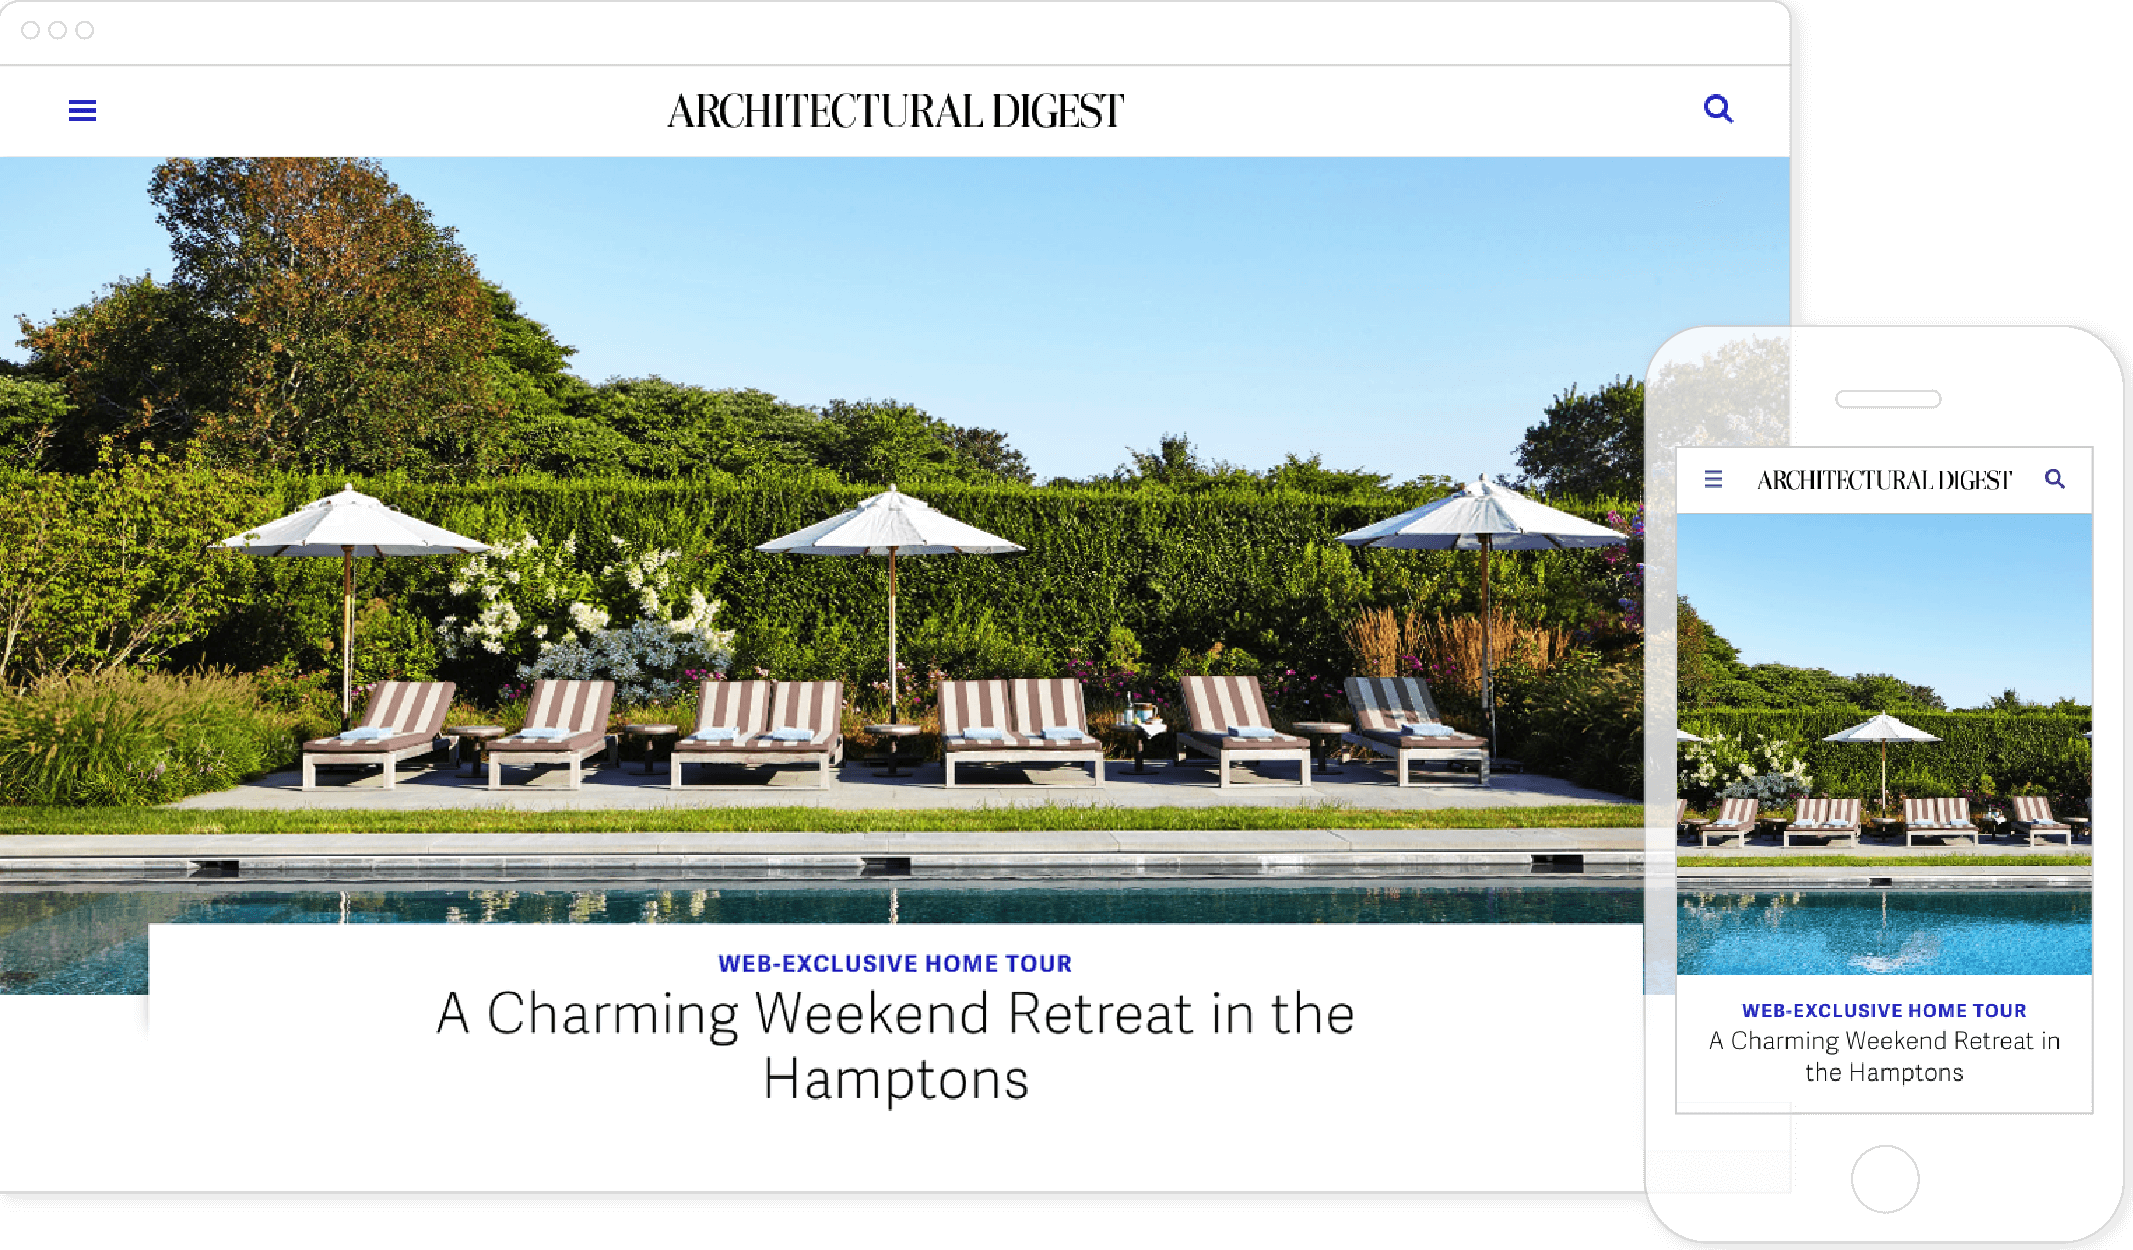 ARCHITECTURAL DIGEST
WEB-EXCLUSIVE HOME TOUR
A Charming Weekend Retreat in the
Hamptons
ARCHITECTURAL DIGEST
WEB-EXCLUSIVE HOME TOUR
A Charming Weekend Retreat in
the Hamptons